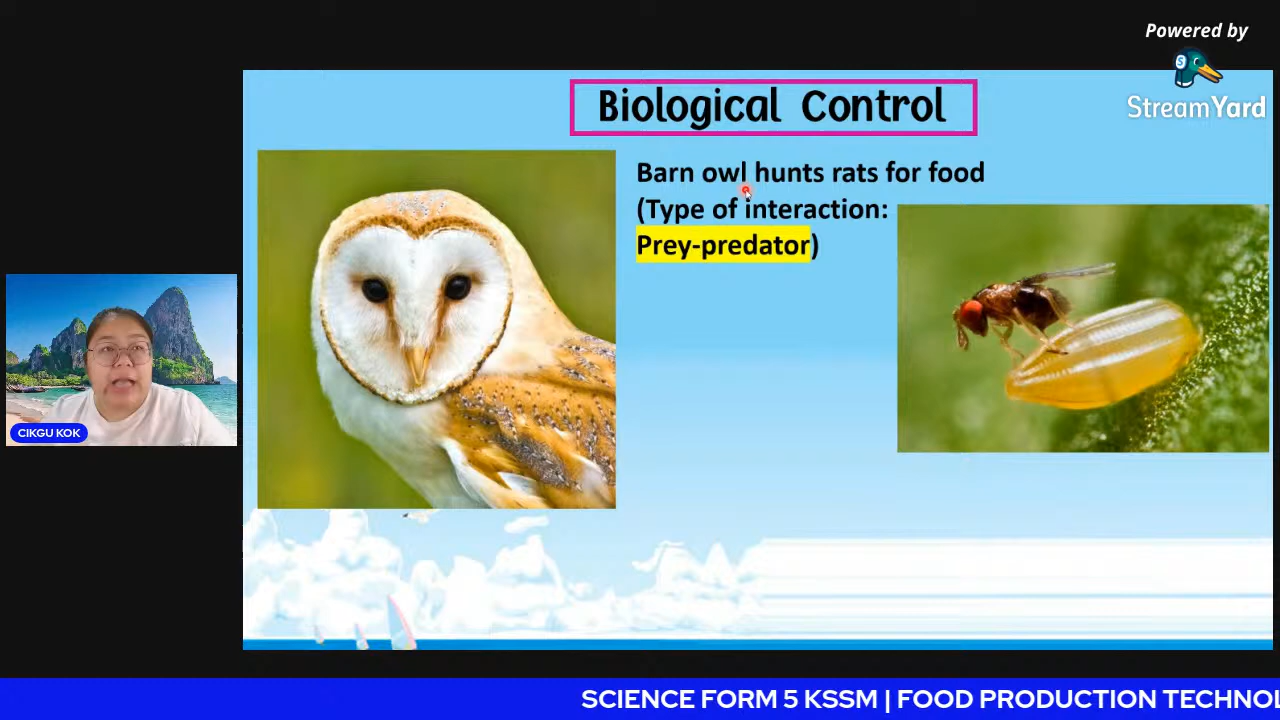 Powered by
StreamYard
Biological Control
Barn owl hunts rats for food
(Type of interaction:
Prey-predator)
CIKGU KOK
SCIENCE FORM 5 KSSM | FOOD PRODUCTION TECHNOL